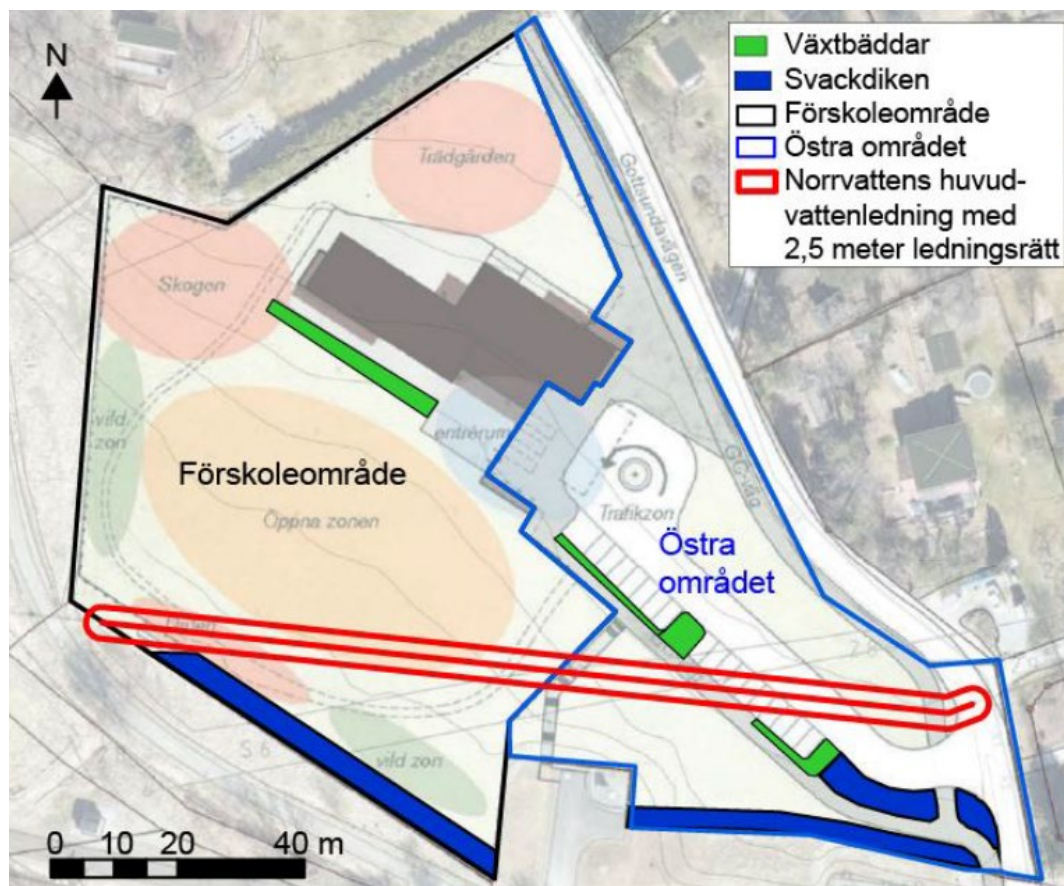 N
Växtbäddar
Svackdiken
Förskoleområde
Östra området
Norrvattens huvud-
vattenledning med
2,5 meter ledningsrätt
Trädgården
Gottsundavägen
Skogen
vild
zon
entrérum
Förskoleområde
Öppna zonen
GC-väg
Trafikzon
Östra
området
vild zon
0 10 20 40 m